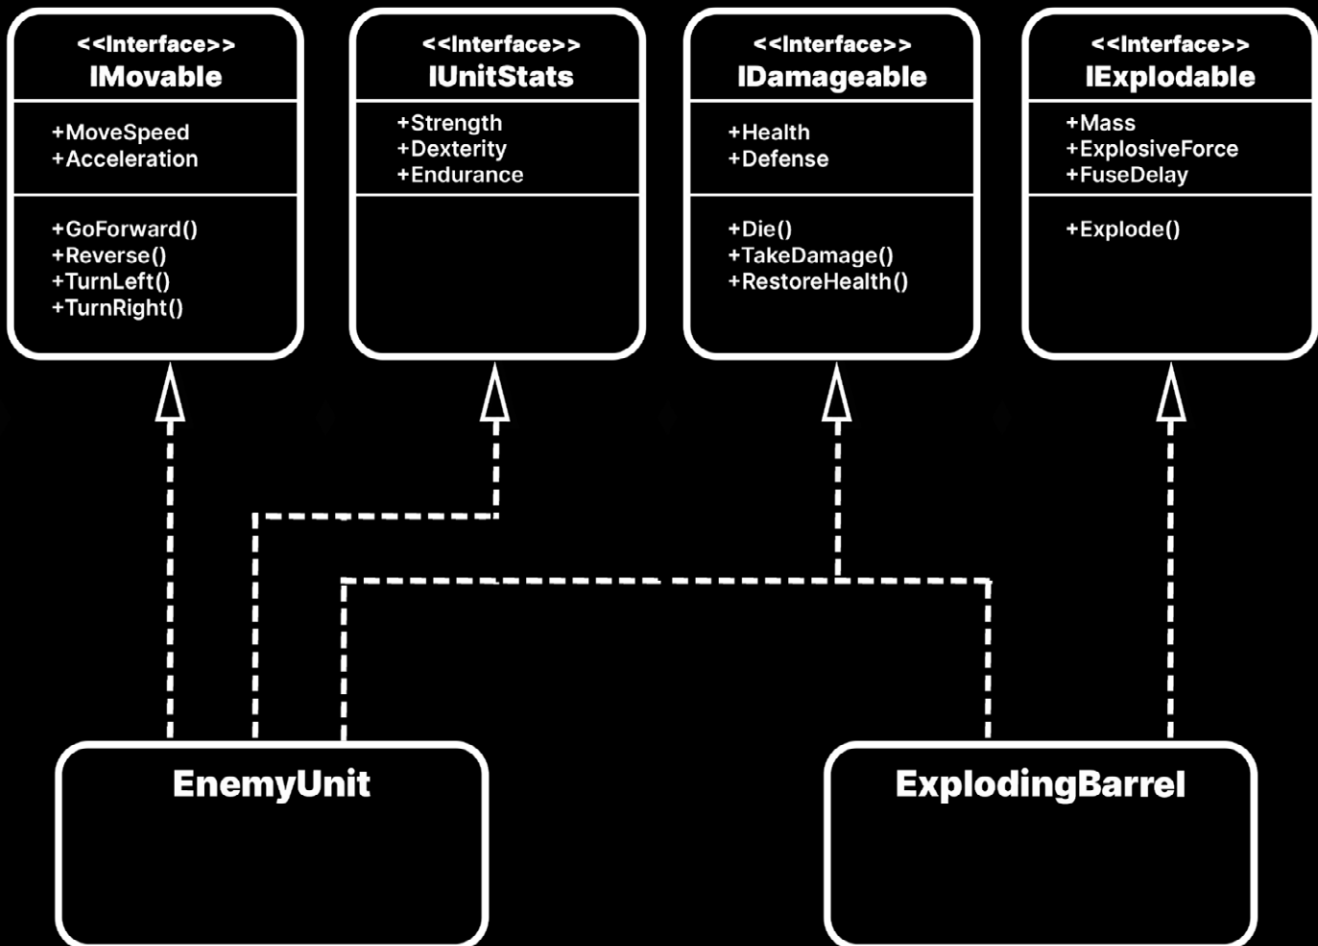 <<Interface>>
IMovable
+MoveSpeed
+Acceleration
+GoForward()
+Reverse()
+TurnLeft()
+TurnRight()
<<Interface>>
IUnitStats
+Strength
+Dexterity
+Endurance
<<Interface>>
IDamageable
+Health
+Defense
+Die()
+TakeDamage()
+RestoreHealth()
<<Interface>>
IExplodable
+Mass
+ExplosiveForce
+FuseDelay
+Explode()
EnemyUnit
ExplodingBarrel